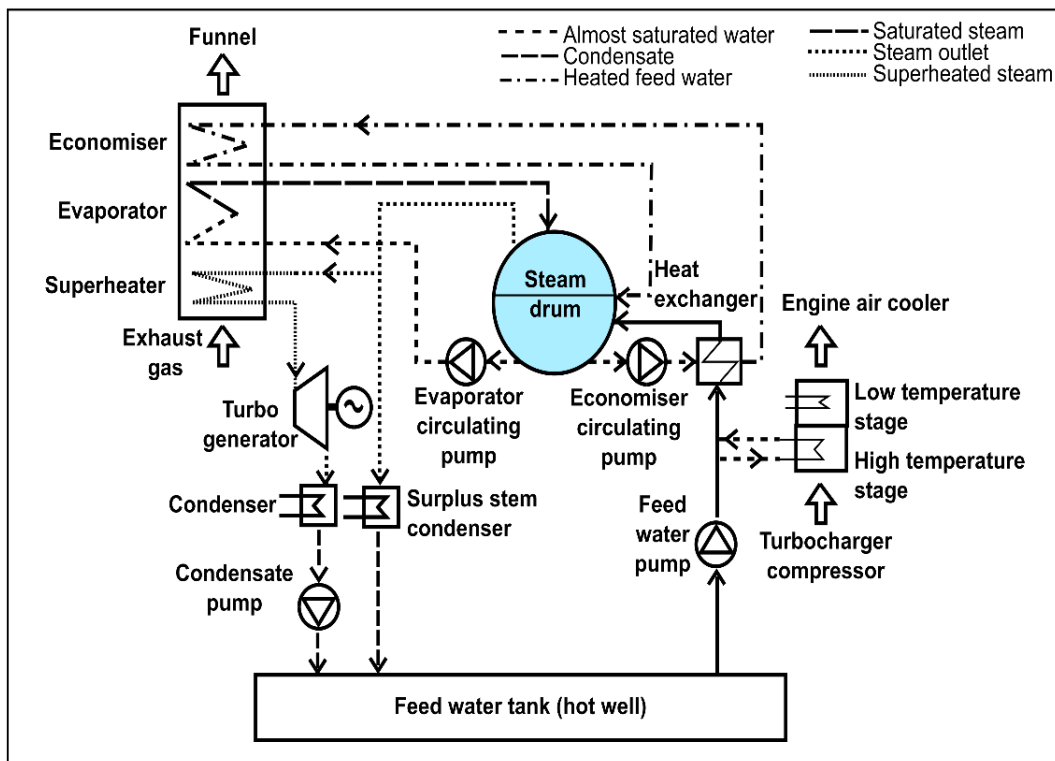 Funnel
Almost saturated water
Condensate
Heated feed water
Saturated steam
Steam outlet
Superheated steam
Economiser
Evaporator
Superheater
Exhaust
gas
Steam
drum
Heat
exchanger
Engine air cooler
Turbo
generator
Evaporator
circulating
pump
Economiser
circulating
pump
Low temperature
stage
High temperature
stage
Condenser
Surplus stem
condenser
Feed
water
pump
Turbocharger
compressor
Condensate
pump
Feed water tank (hot well)